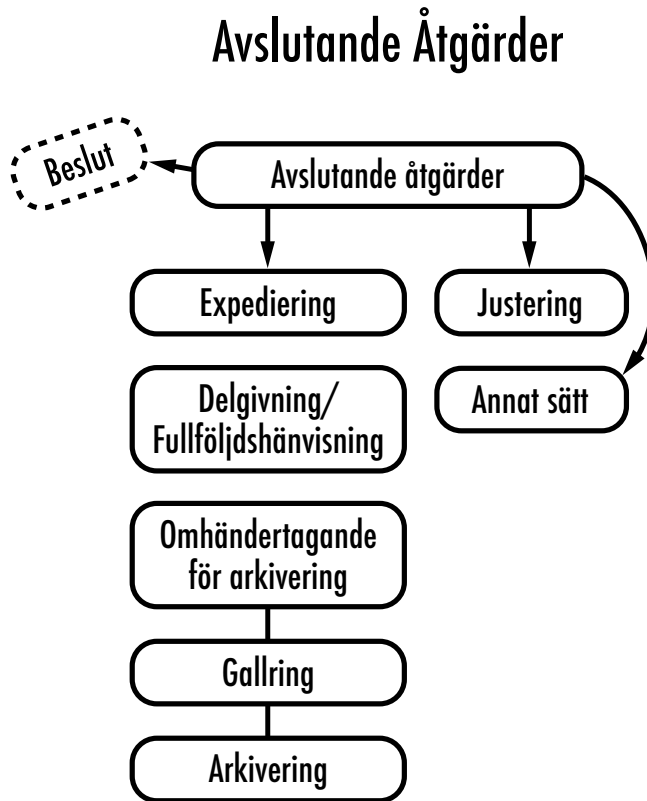 Avslutande Åtgärder
Beslut
Avslutande åtgärder
Expediering
Justering
Delgivning/
Fullföljdshänvisning
Annat sätt
Omhändertagande
för arkivering
Gallring
Arkivering